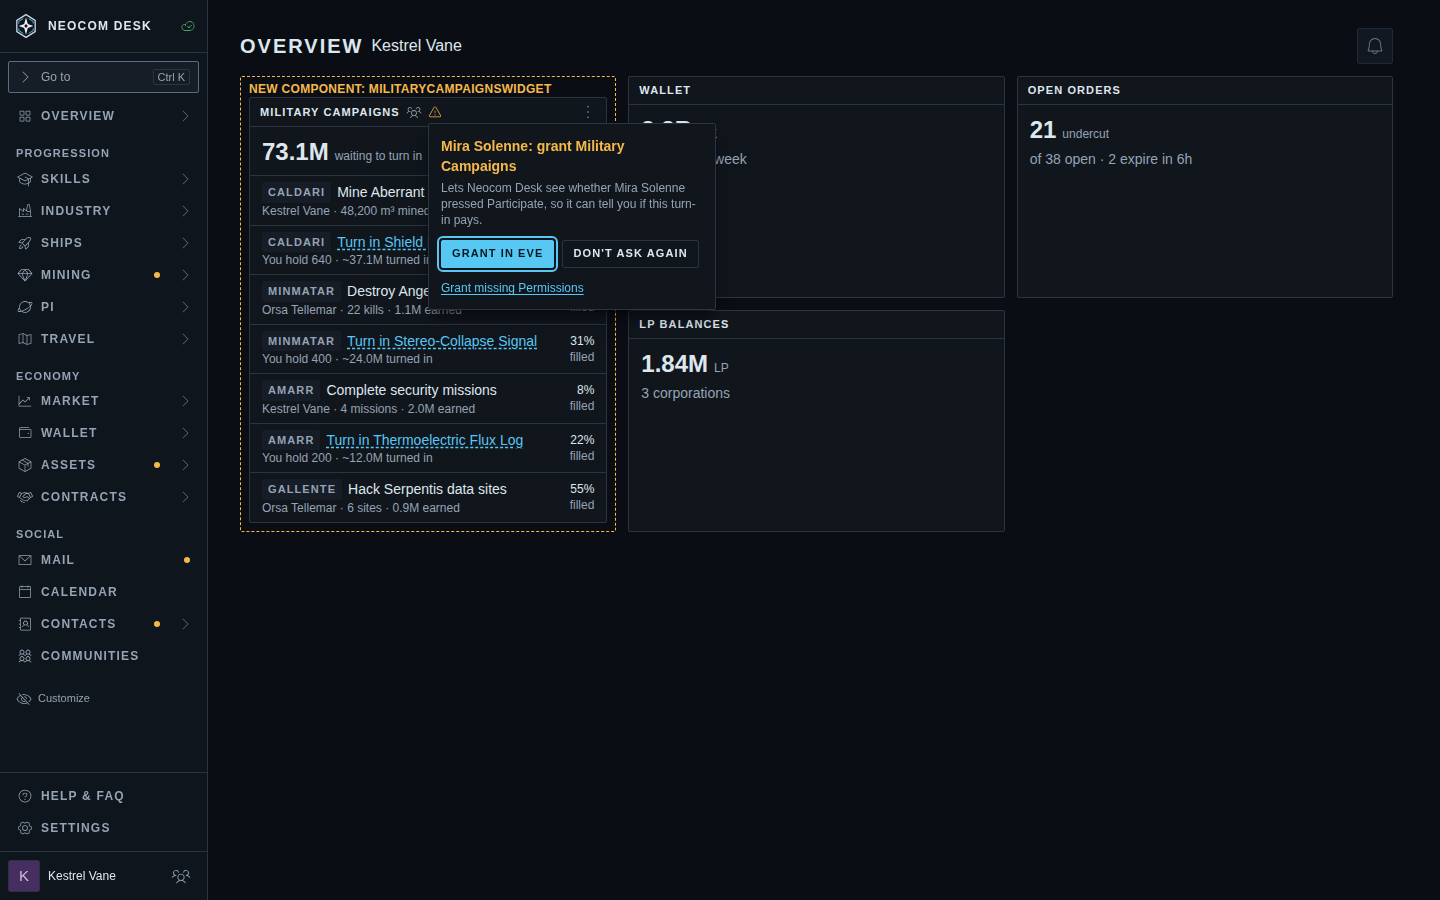 NEOCOM DESK
Go to
Ctrl K
OVERVIEW
PROGRESSION
SKILLS
INDUSTRY
SHIPS
MINING
PI
TRAVEL
ECONOMY
MARKET
WALLET
ASSETS
CONTRACTS
SOCIAL
MAIL
CALENDAR
CONTACTS
COMMUNITIES
Customize
HELP & FAQ
SETTINGS
K
Kestrel Vane
OVERVIEW Kestrel Vane
NEW COMPONENT: MILITARYCAMPAIGNSWIDGET
MILITARY CAMPAIGNS
73.1M waiting to turn in
CALDARI Mine Aberrant
Kestrel Vane · 48,200 m³ mined
CALDARI Turn in Shield
You hold 640 · ~37.1M turned in
MINMATAR Destroy Ange
Orsa Tellemar · 22 kills · 1.1M earned
filled
MINMATAR Turn in Stereo-Collapse Signal 31%
You hold 400 · ~24.0M turned in filled
AMARR Complete security missions 8%
Kestrel Vane · 4 missions · 2.0M earned filled
AMARR Turn in Thermoelectric Flux Log 22%
You hold 200 · ~12.0M turned in filled
GALLENTE Hack Serpentis data sites 55%
Orsa Tellemar · 6 sites · 0.9M earned filled
Mira Solenne: grant Military
Campaigns
Lets Neocom Desk see whether Mira Solenne
pressed Participate, so it can tell you if this turn-
in pays.
GRANT IN EVE
DON'T ASK AGAIN
Grant missing Permissions
WALLET
week
OPEN ORDERS
21 undercut
of 38 open · 2 expire in 6h
LP BALANCES
1.84M LP
3 corporations